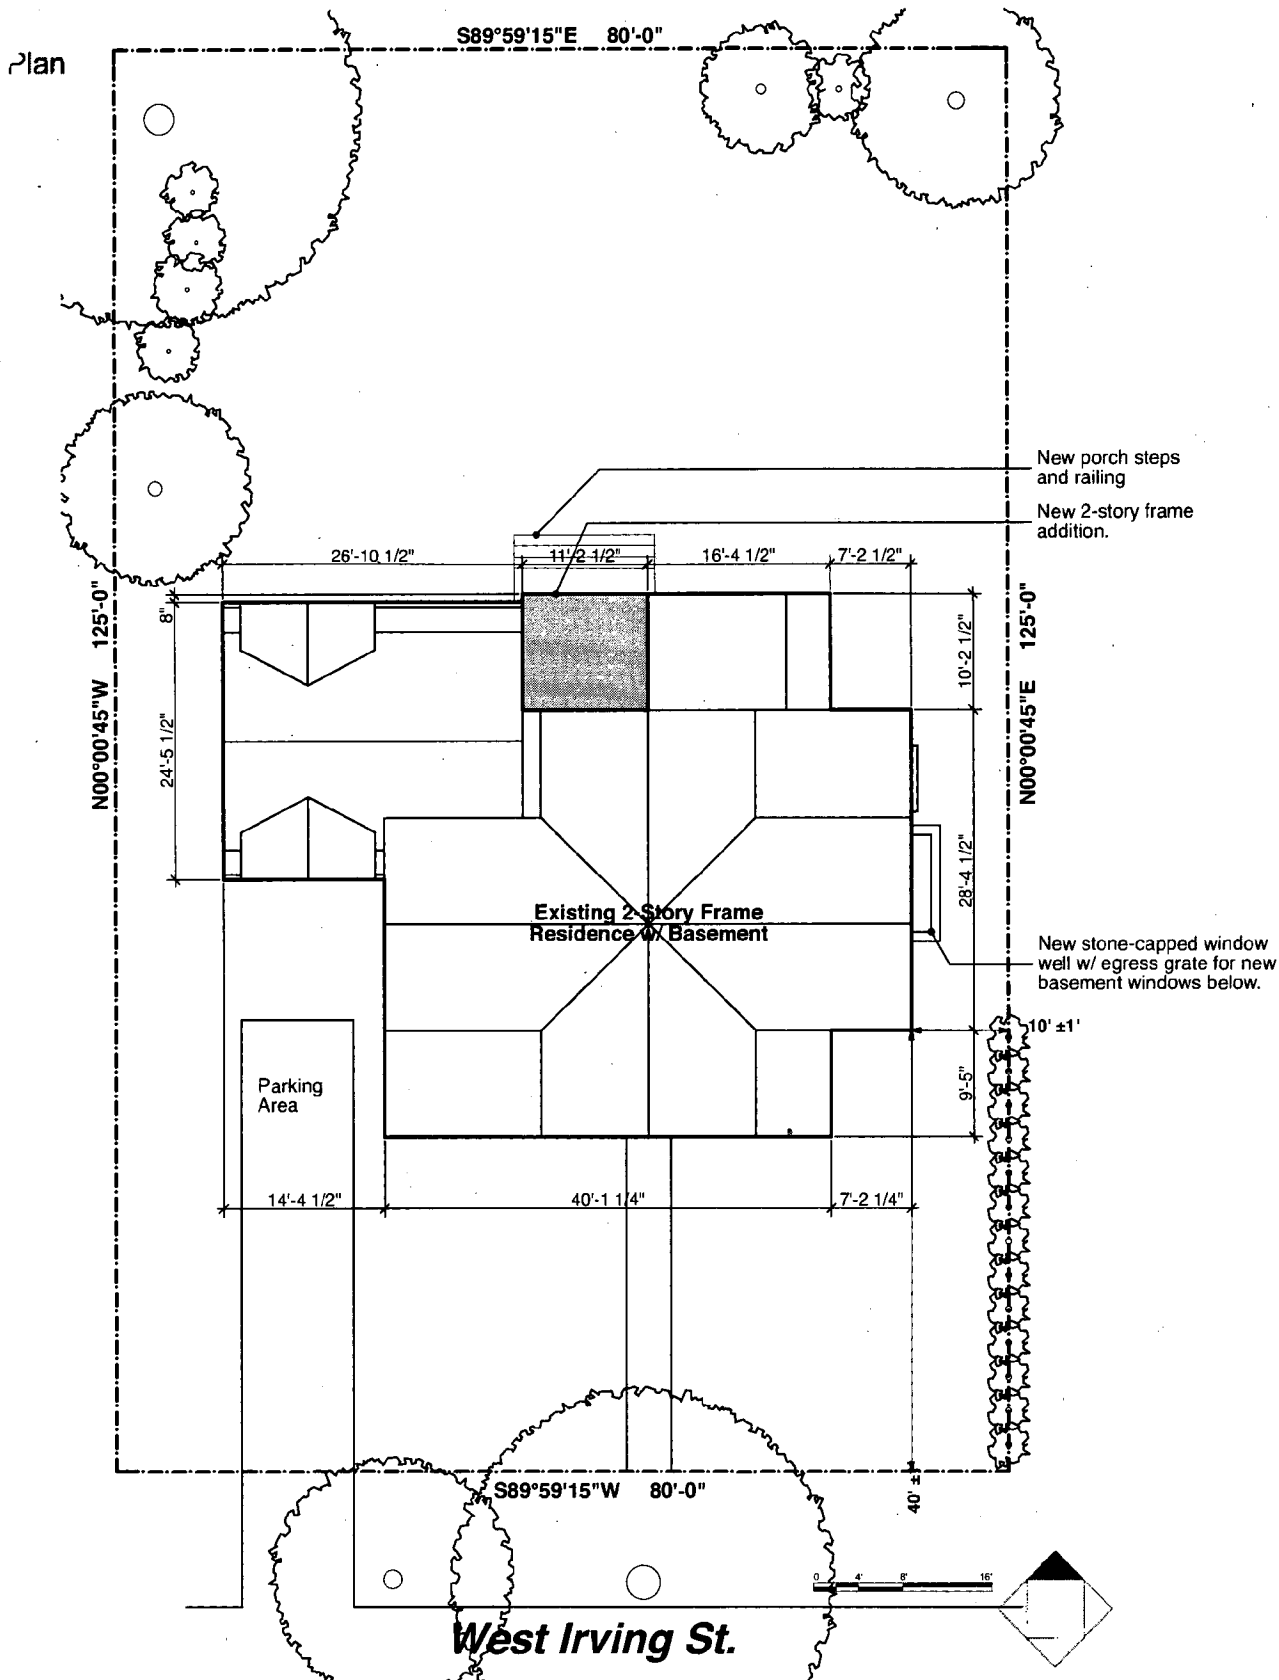 S89°59'15"E 80'-0"
Plan
New porch steps
and railing
New 2-story frame
addition.
26'-10 1/2"
11'-2 1/2"
16'-4 1/2"
7'-2 1/2"
N00°00'45"W 125'-0"
8"
24'-5 1/2"
10'-2 1/2"
N00°00'45"E 125'-0"
28'-4 1/2"
Existing 2-Story Frame
Residence w/ Basement
New stone-capped window
well w/ egress grate for new
basement windows below.
10' ±1'
Parking
Area
9'-5"
14'-4 1/2"
40'-1 1/4"
7'-2 1/4"
S89°59'15"W 80'-0"
40' ±
0 4' 8' 16'
West Irving St.